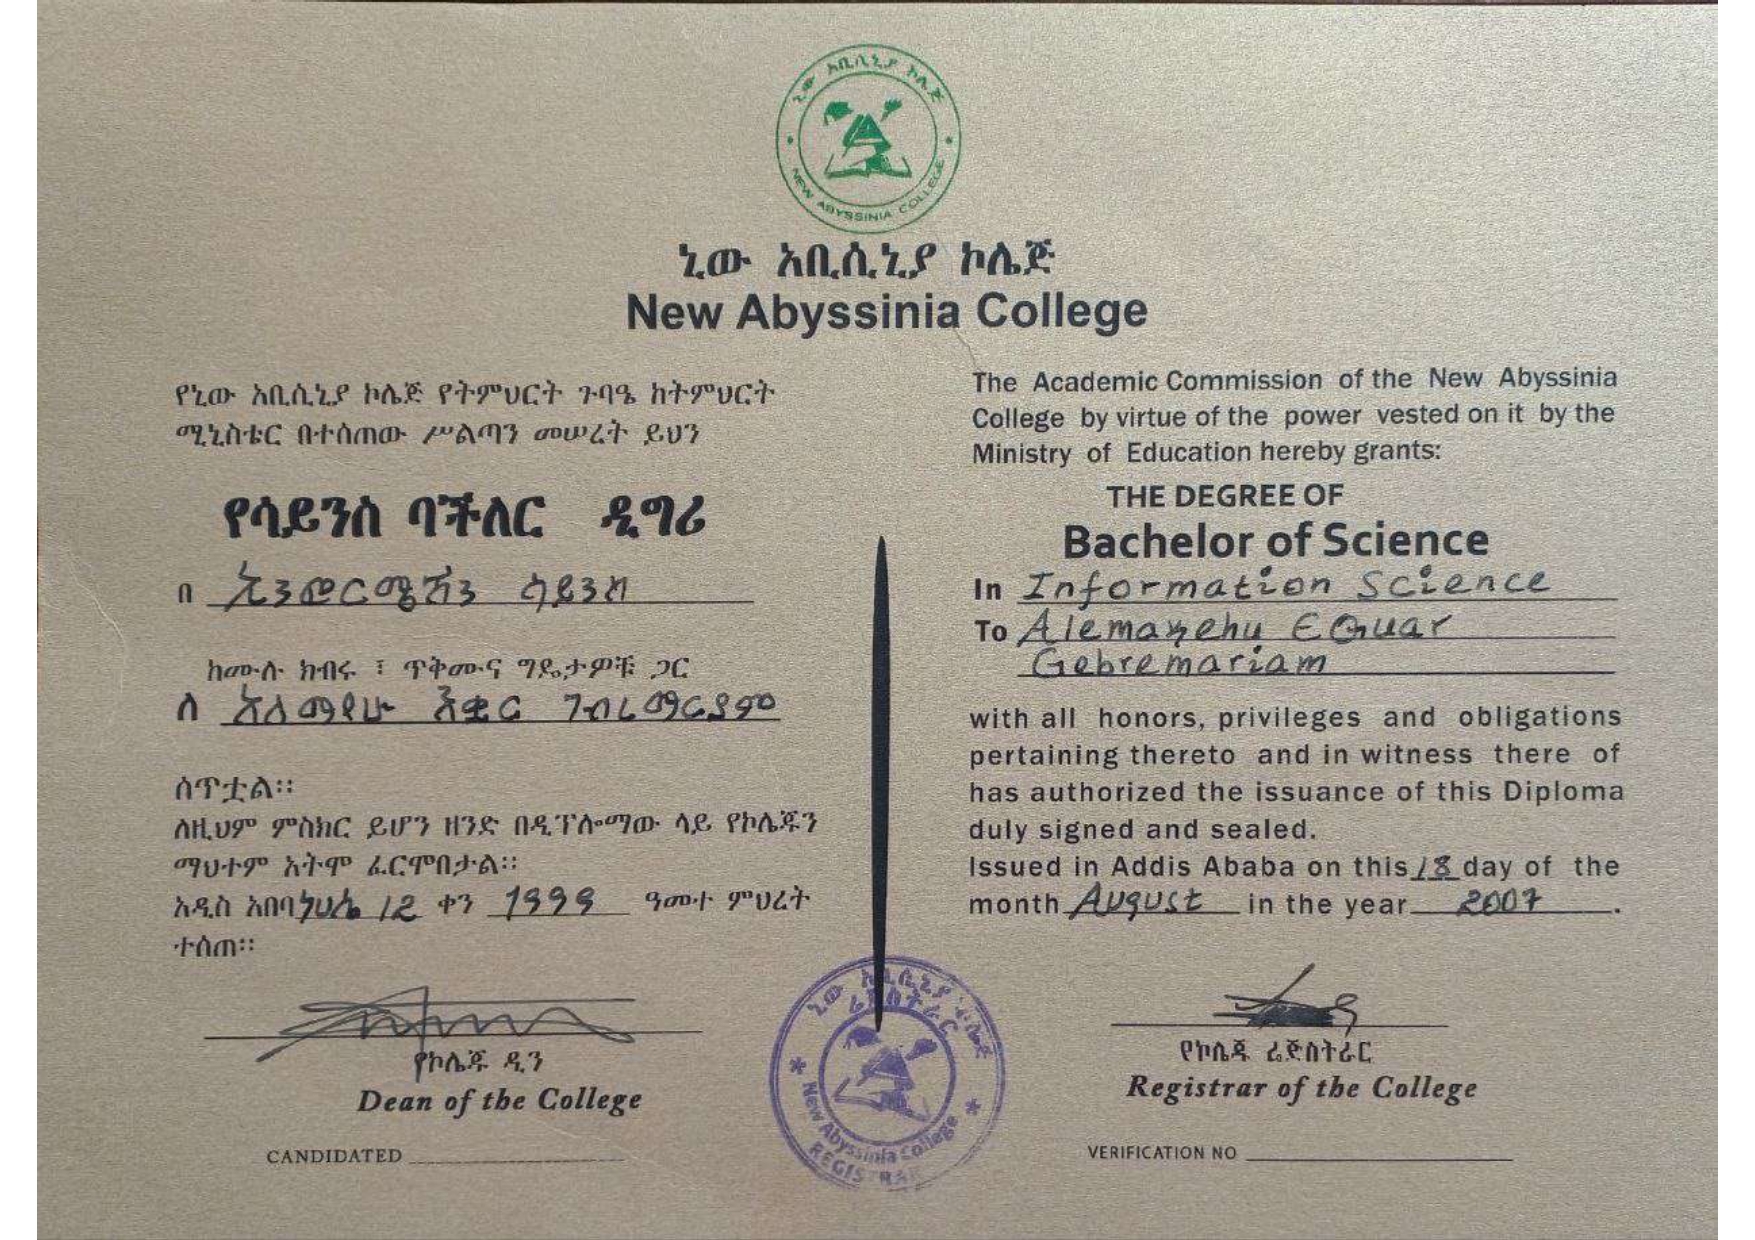 ኒው አቢሲኒያ ኮሌጅ
NEW ABYSSINIA COLLEGE
ኒው አቢሲኒያ ኮሌጅ
New Abyssinia College
የኒው አቢሲኒያ ኮሌጅ የትምህርት ጉባዔ ከትምህርት
ሚኒስቴር በተሰጠው ሥልጣን መሠረት ይህን
የሳይንስ ባችለር ዲግሪ
በ ኢንፎርሜሽን ሳይንስ
ከሙሉ ክብሩ ፣ ጥቅሙና ግዴታዎቹ ጋር
ለ አለማየሁ እቋር ገብረማርያም
ሰጥቷል።
ለዚህም ምስክር ይሆን ዘንድ በዲፕሎማው ላይ የኮሌጁን
ማህተም አትሞ ፈርሞበታል።
አዲስ አበባ ነሀሴ 12 ቀን 1999 ዓመተ ምህረት
ተሰጠ።
The Academic Commission of the New Abyssinia
College by virtue of the power vested on it by the
Ministry of Education hereby grants:
THE DEGREE OF
Bachelor of Science
In Information Science
To Alemayehu EQuar
Gebremariam
with all honors, privileges and obligations
pertaining thereto and in witness there of
has authorized the issuance of this Diploma
duly signed and sealed.
Issued in Addis Ababa on this 18 day of the
month August in the year 2007.
የኮሌጁ ዲን
Dean of the College
CANDIDATED
ኒው አቢሲኒያ ኮሌጅ
ሬጅስትራር
New Abyssinia College
REGISTRAR
የኮሌጁ ሬጅስትራር
Registrar of the College
VERIFICATION NO